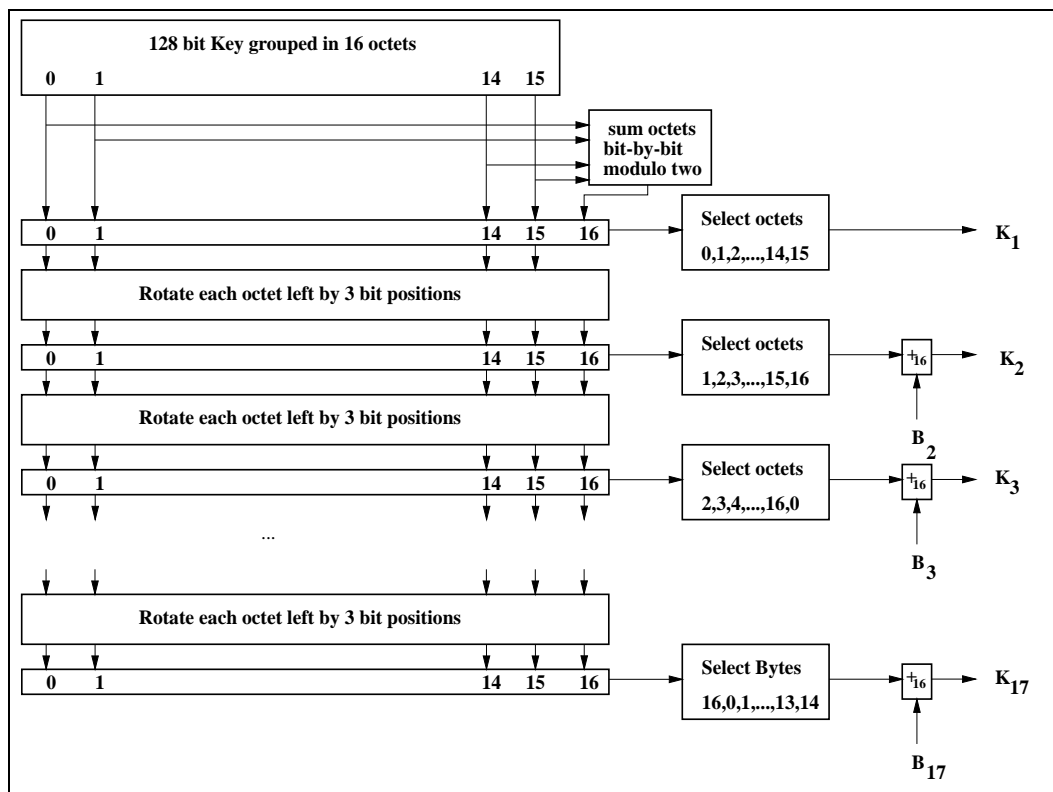 128 bit Key grouped in 16 octets
0 1 14 15
sum octets
bit-by-bit
modulo two
0 1 14 15 16
Select octets
0,1,2,...,14,15
K1
Rotate each octet left by 3 bit positions
0 1 14 15 16
Select octets
1,2,3,...,15,16
+16
K2
B2
Rotate each octet left by 3 bit positions
0 1 14 15 16
Select octets
2,3,4,...,16,0
+16
K3
B3
...
Rotate each octet left by 3 bit positions
0 1 14 15 16
Select Bytes
16,0,1,...,13,14
+16
K17
B17